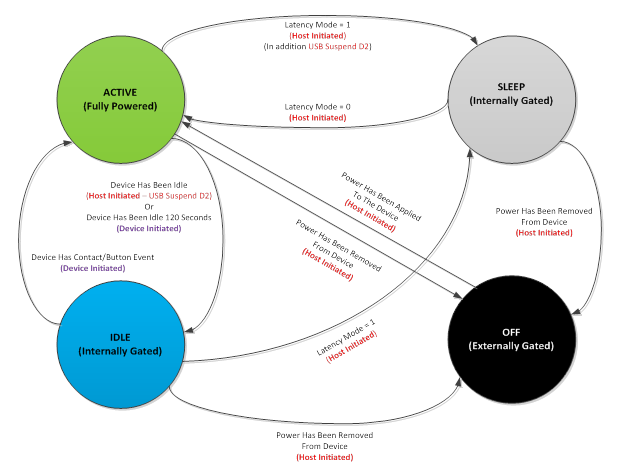 Latency Mode = 1
(Host Initiated)
(In addition USB Suspend D2)
ACTIVE
(Fully Powered)
SLEEP
(Internally Gated)
Latency Mode = 0
(Host Initiated)
Device Has Been Idle
(Host Initiated – USB Suspend D2)
Or
Device Has Been Idle 120 Seconds
(Device Initiated)
Power Has Been Applied
To The Device
(Host Initiated)
Power Has Been Removed
From Device
(Host Initiated)
Power Has Been Removed
From Device
(Host Initiated)
Device Has Contact/Button Event
(Device Initiated)
IDLE
(Internally Gated)
OFF
(Externally Gated)
Latency Mode = 1
(Host Initiated)
Power Has Been Removed
From Device
(Host Initiated)